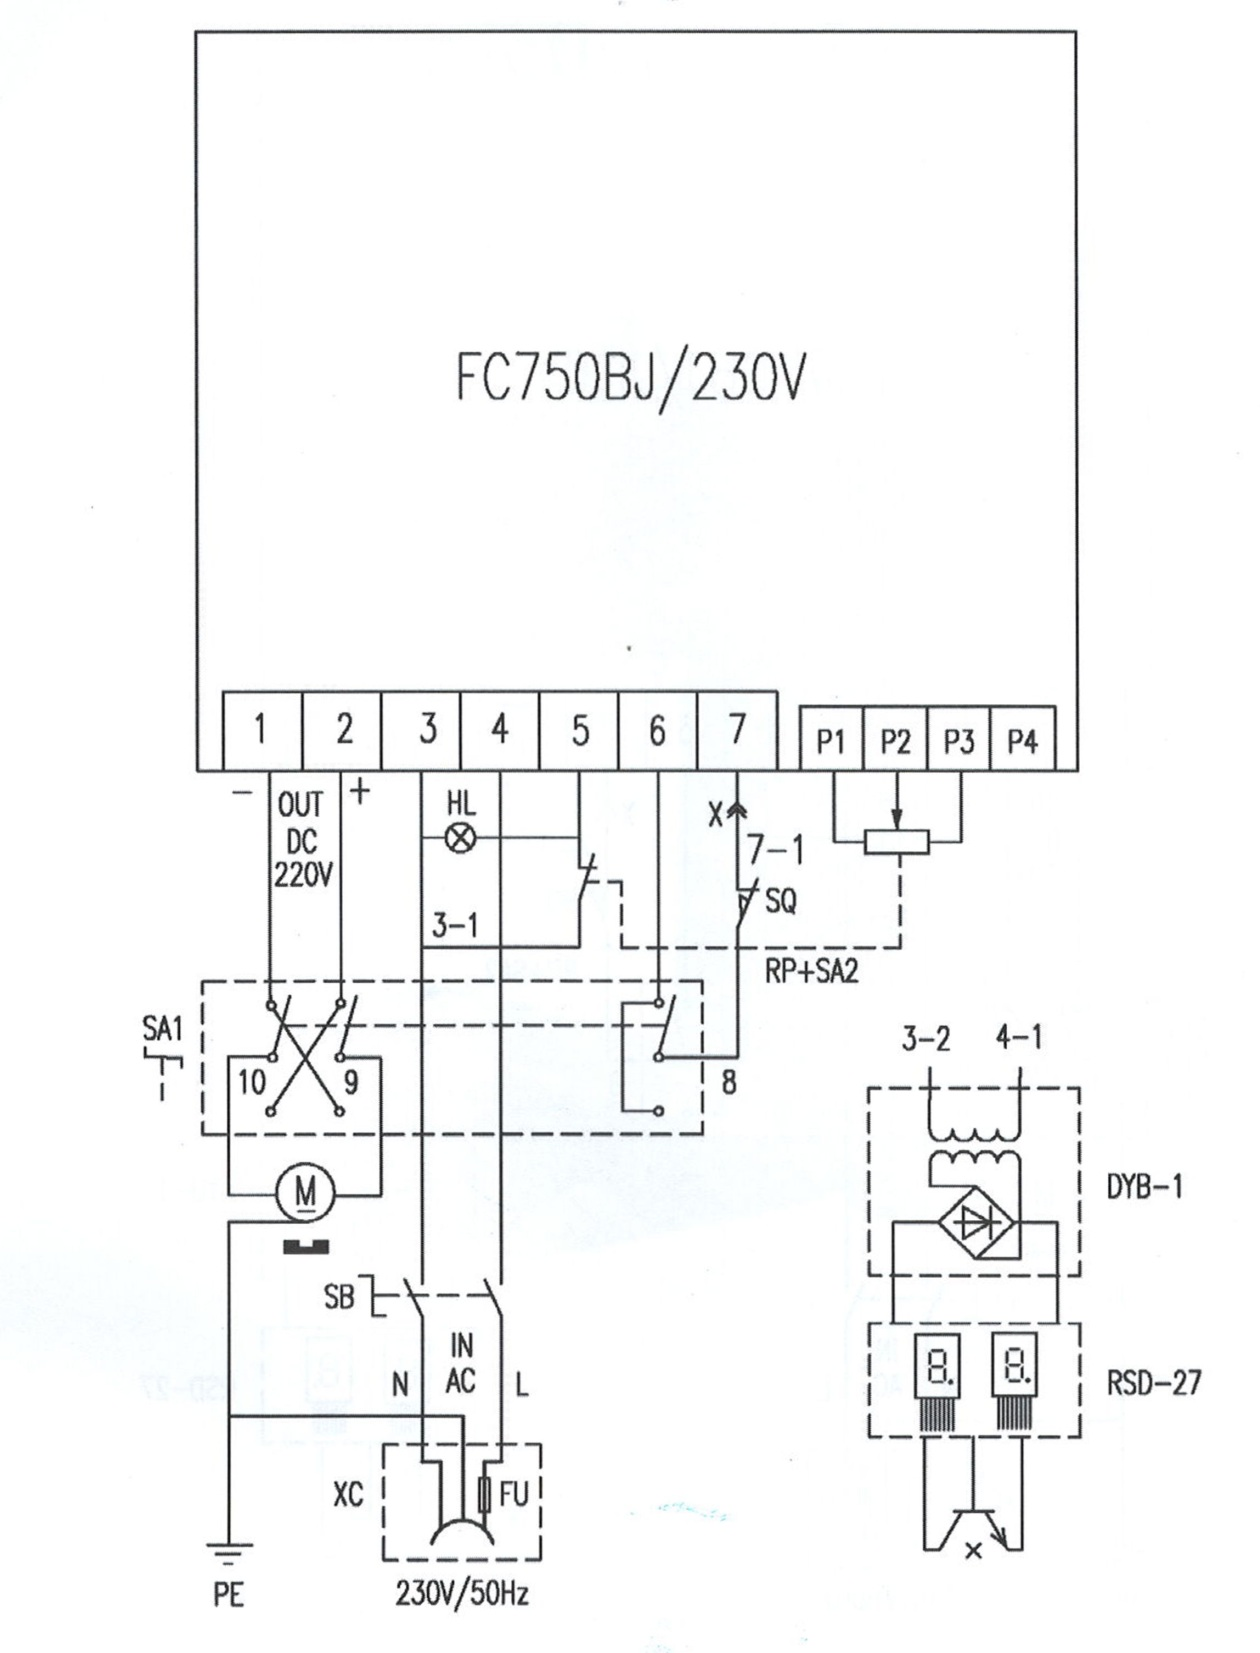 FC750BJ/230V
1 2 3 4 5 6 7
P1 P2 P3 P4
− OUT +
DC
220V
HL
X
7-1
SQ
3-1
RP+SA2
SA1
10 9 8
3-2 4-1
M
DYB-1
SB
IN
AC
N L
8. 8.
RSD-27
XC FU
X
PE
230V/50Hz